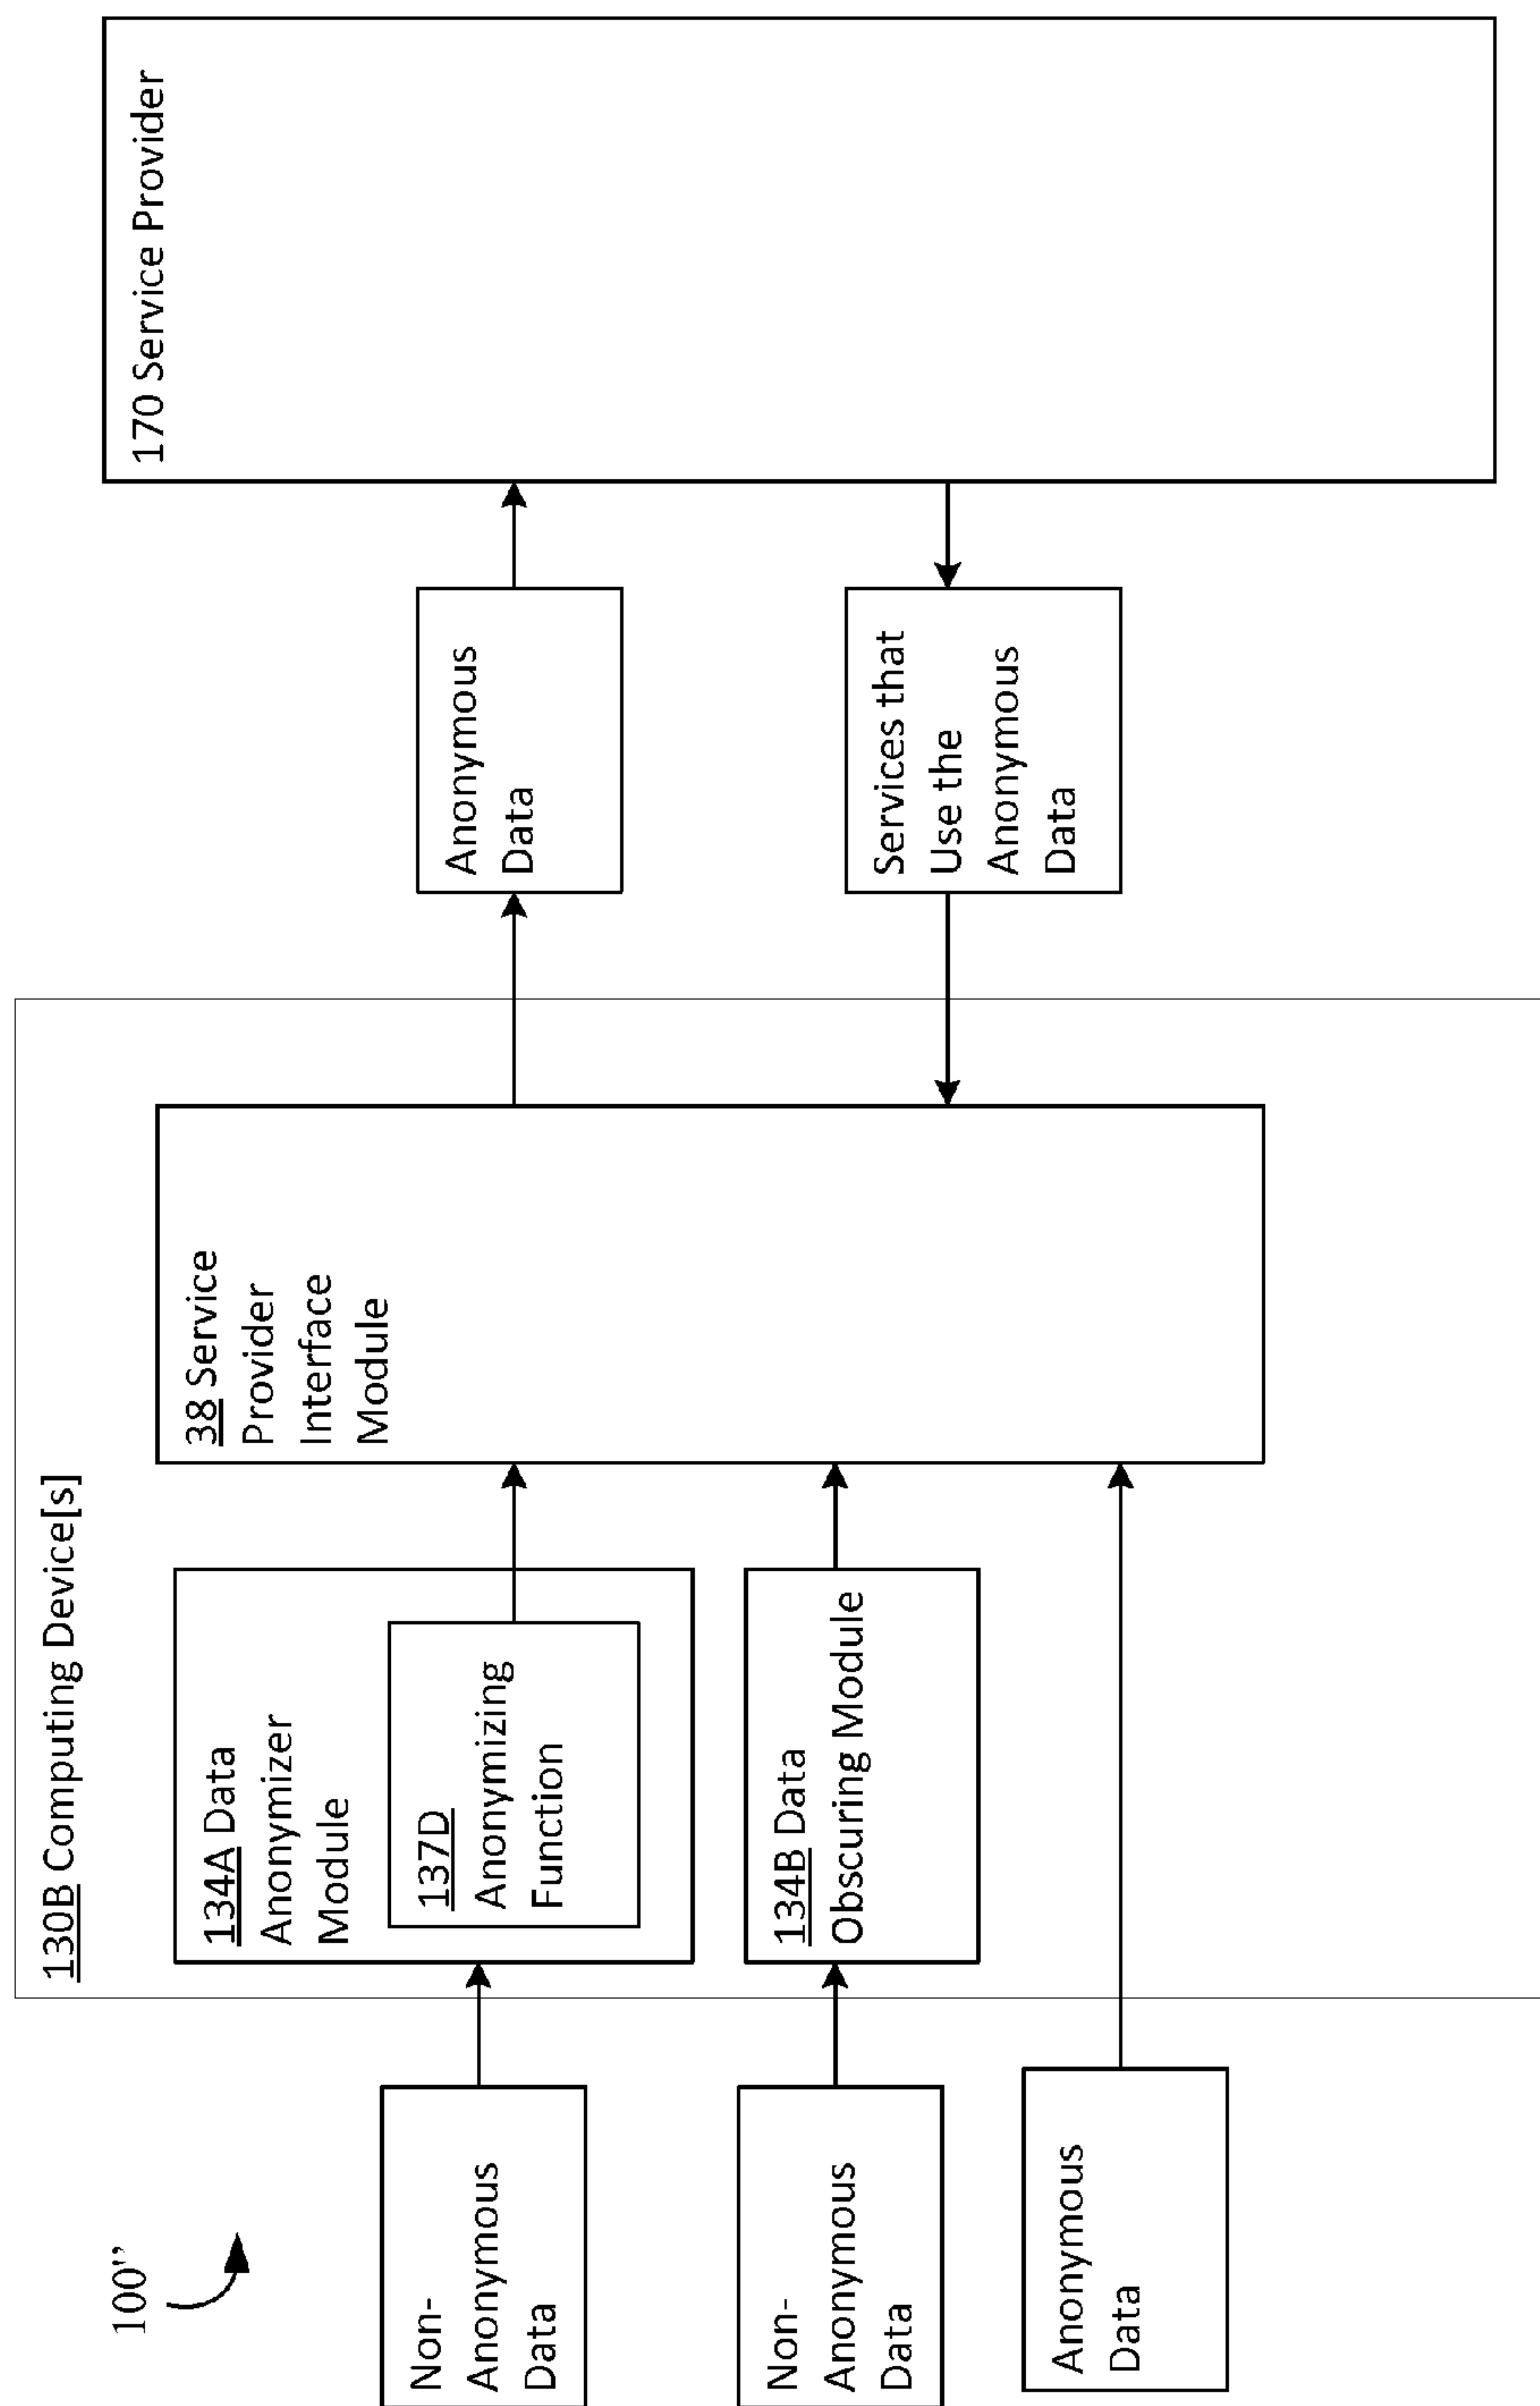 100''
130B Computing Device[s]
170 Service Provider
Non-
Anonymous
Data
134A Data
Anonymizer
Module
137D
Anonymizing
Function
38 Service
Provider
Interface
Module
Anonymous
Data
Non-
Anonymous
Data
134B Data
Obscuring Module
Services that
Use the
Anonymous
Data
Anonymous
Data